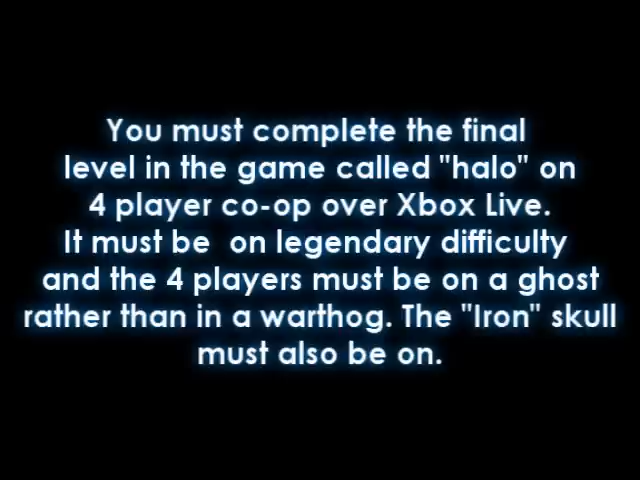 You must complete the final
level in the game called "halo" on
4 player co-op over Xbox Live.
It must be on legendary difficulty
and the 4 players must be on a ghost
rather than in a warthog. The "Iron" skull
must also be on.